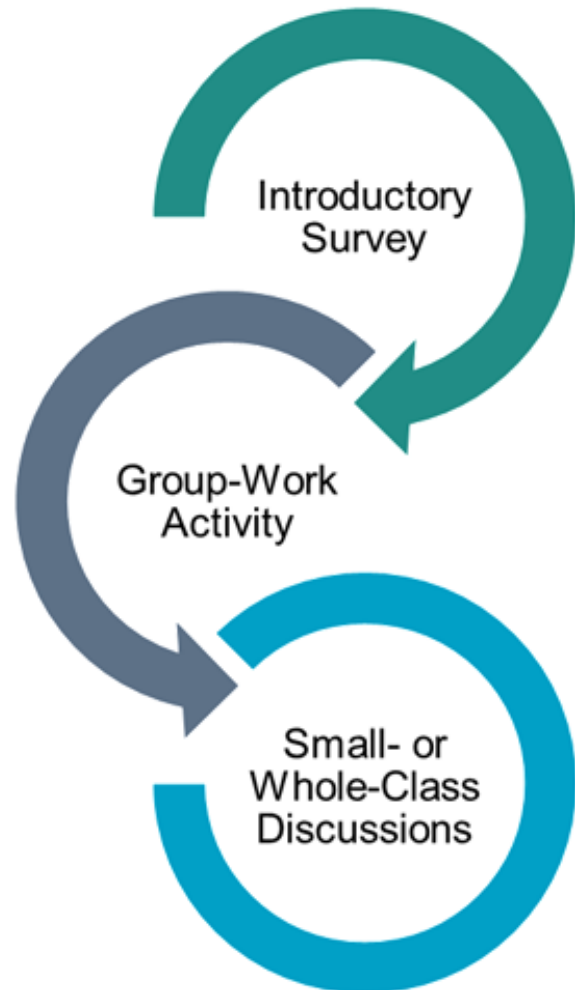 Introductory
Survey
Group-Work
Activity
Small- or
Whole-Class
Discussions